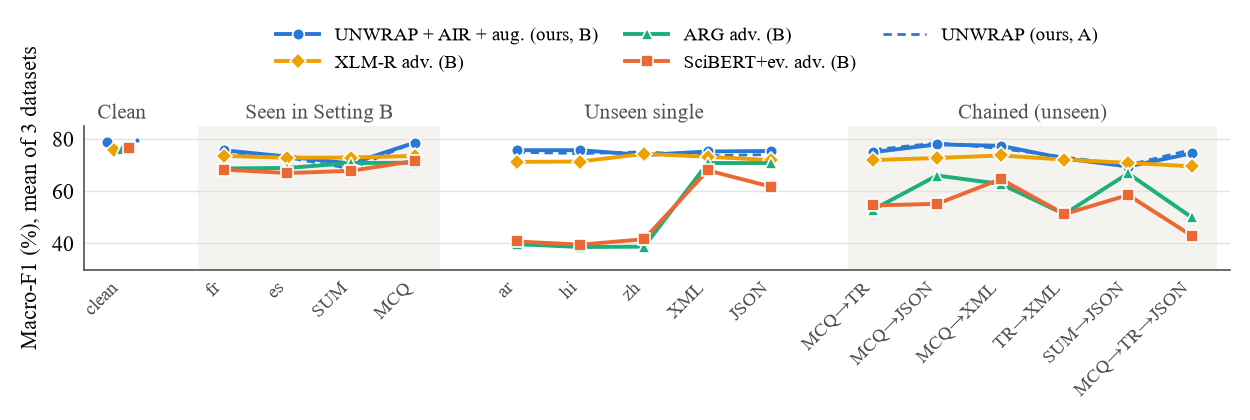 UNWRAP + AIR + aug. (ours, B)
ARG adv. (B)
UNWRAP (ours, A)
XLM-R adv. (B)
SciBERT+ev. adv. (B)
Macro-F1 (%), mean of 3 datasets
Clean
Seen in Setting B
Unseen single
Chained (unseen)
80
60
40
clean
fr
es
SUM
MCQ
ar
hi
zh
XML
JSON
MCQ→TR
MCQ→JSON
MCQ→XML
TR→XML
SUM→JSON
MCQ→TR→JSON